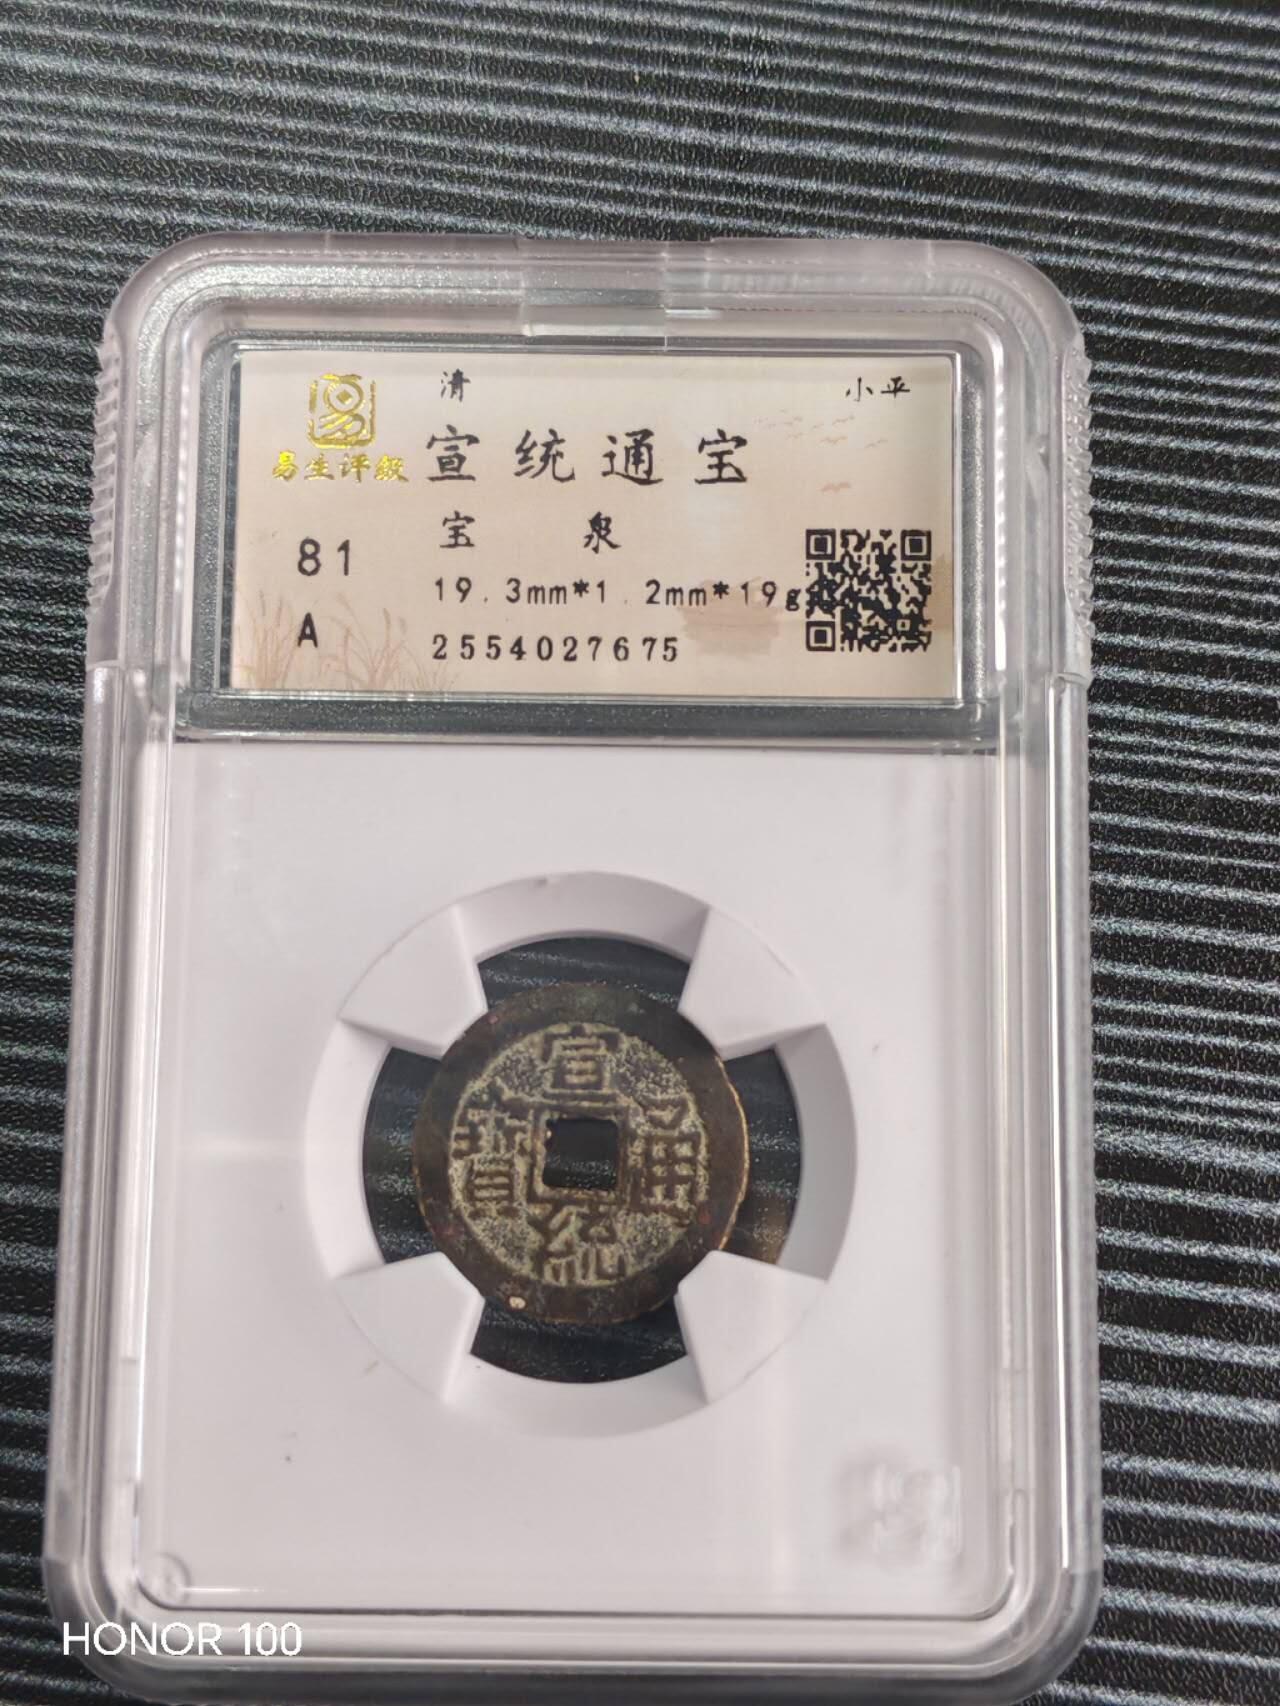 清 小平
易生评级 宣统通宝
宝 泉
81
19.3mm*1.2mm*19g
A
2554027675
宣
寶 通
統
HONOR 100